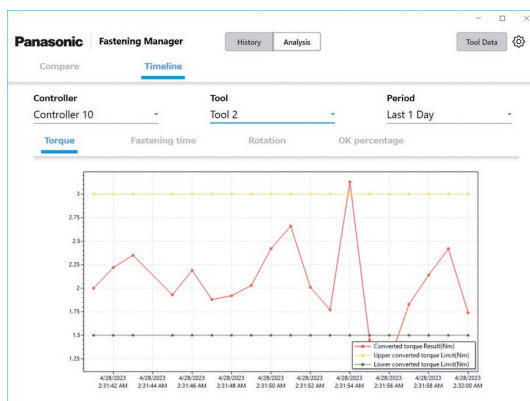 Panasonic Fastening Manager History Analysis Tool Data
Compare Timeline
Controller Tool Period
Controller 10 Tool 2 Last 1 Day
Torque Fastening time Rotation OK percentage
3
2.75
2.5
2.25
2
1.75
1.5
1.25
Converted torque Result(Nm)
Upper converted torque Limit(Nm)
Lower converted torque Limit(Nm)
4/28/2023 4/28/2023 4/28/2023 4/28/2023 4/28/2023 4/28/2023 4/28/2023 4/28/2023 4/28/2023 4/28/2023
2:31:42 AM 2:31:44 AM 2:31:46 AM 2:31:48 AM 2:31:50 AM 2:31:52 AM 2:31:54 AM 2:31:56 AM 2:31:58 AM 2:32:00 AM